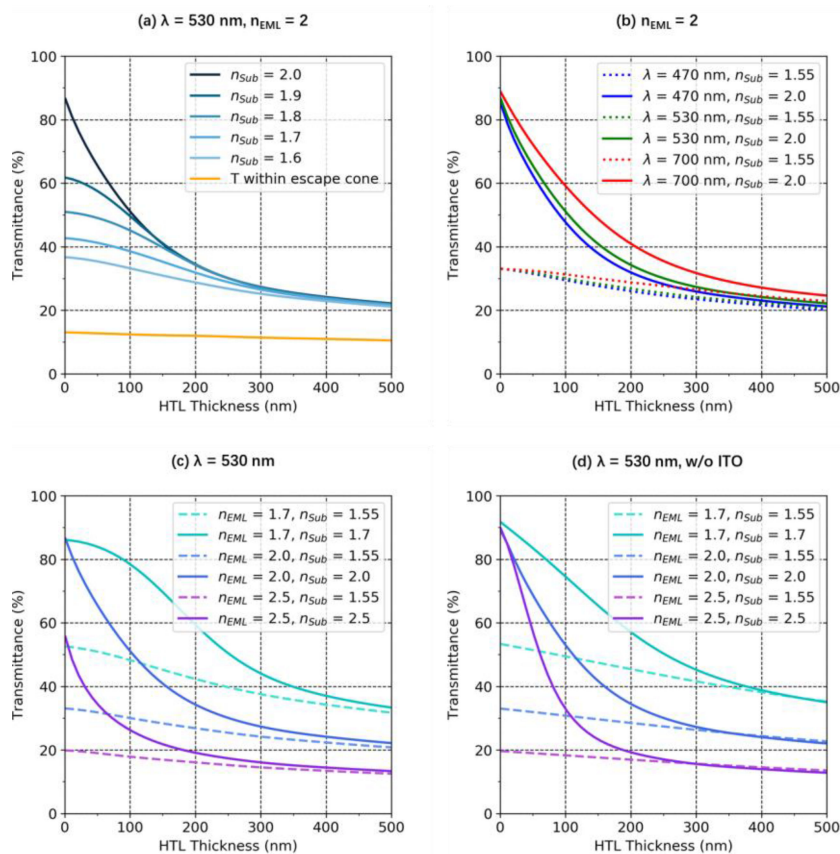 (a) λ = 530 nm, nEML = 2
Transmittance (%)
100
80
60
40
20
0
nSub = 2.0
nSub = 1.9
nSub = 1.8
nSub = 1.7
nSub = 1.6
T within escape cone
0 100 200 300 400 500
HTL Thickness (nm)
(b) nEML = 2
Transmittance (%)
100
80
60
40
20
0
λ = 470 nm, nSub = 1.55
λ = 470 nm, nSub = 2.0
λ = 530 nm, nSub = 1.55
λ = 530 nm, nSub = 2.0
λ = 700 nm, nSub = 1.55
λ = 700 nm, nSub = 2.0
0 100 200 300 400 500
HTL Thickness (nm)
(c) λ = 530 nm
Transmittance (%)
100
80
60
40
20
0
nEML = 1.7, nSub = 1.55
nEML = 1.7, nSub = 1.7
nEML = 2.0, nSub = 1.55
nEML = 2.0, nSub = 2.0
nEML = 2.5, nSub = 1.55
nEML = 2.5, nSub = 2.5
0 100 200 300 400 500
HTL Thickness (nm)
(d) λ = 530 nm, w/o ITO
Transmittance (%)
100
80
60
40
20
0
nEML = 1.7, nSub = 1.55
nEML = 1.7, nSub = 1.7
nEML = 2.0, nSub = 1.55
nEML = 2.0, nSub = 2.0
nEML = 2.5, nSub = 1.55
nEML = 2.5, nSub = 2.5
0 100 200 300 400 500
HTL Thickness (nm)